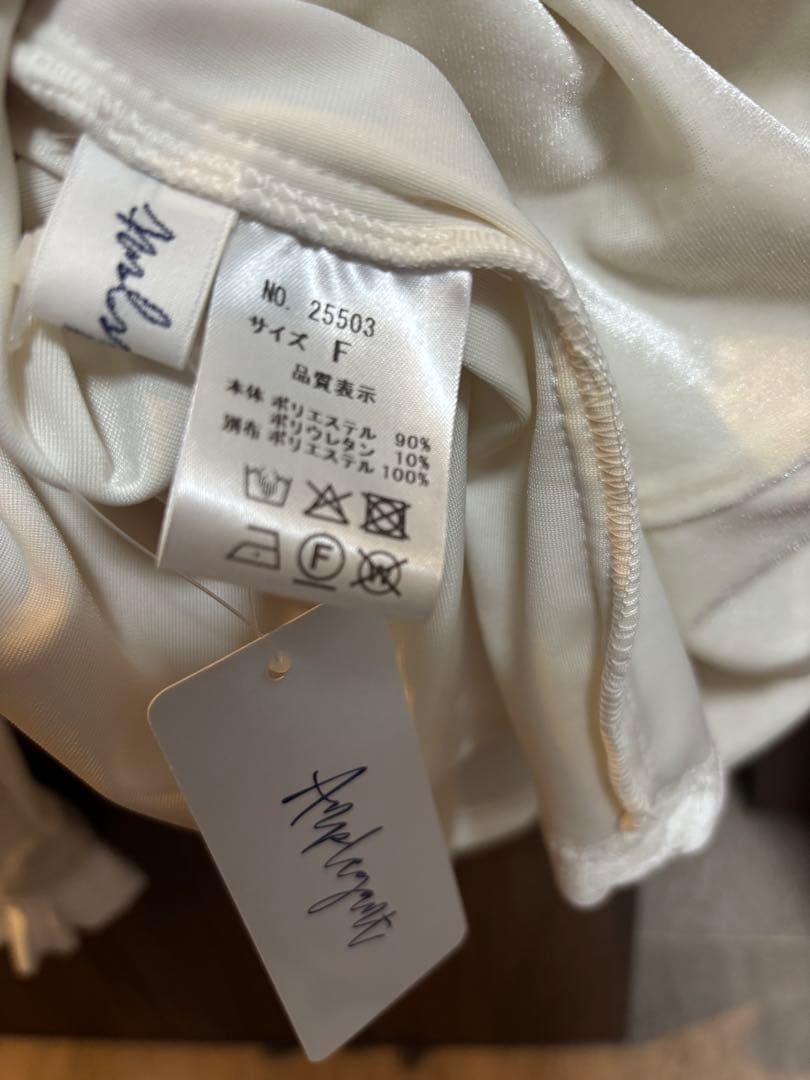 NO. 25503
サイズ F
品質表示
本体 ポリエステル 90%
ポリウレタン 10%
別布 ポリエステル 100%
F
W
Anplegant